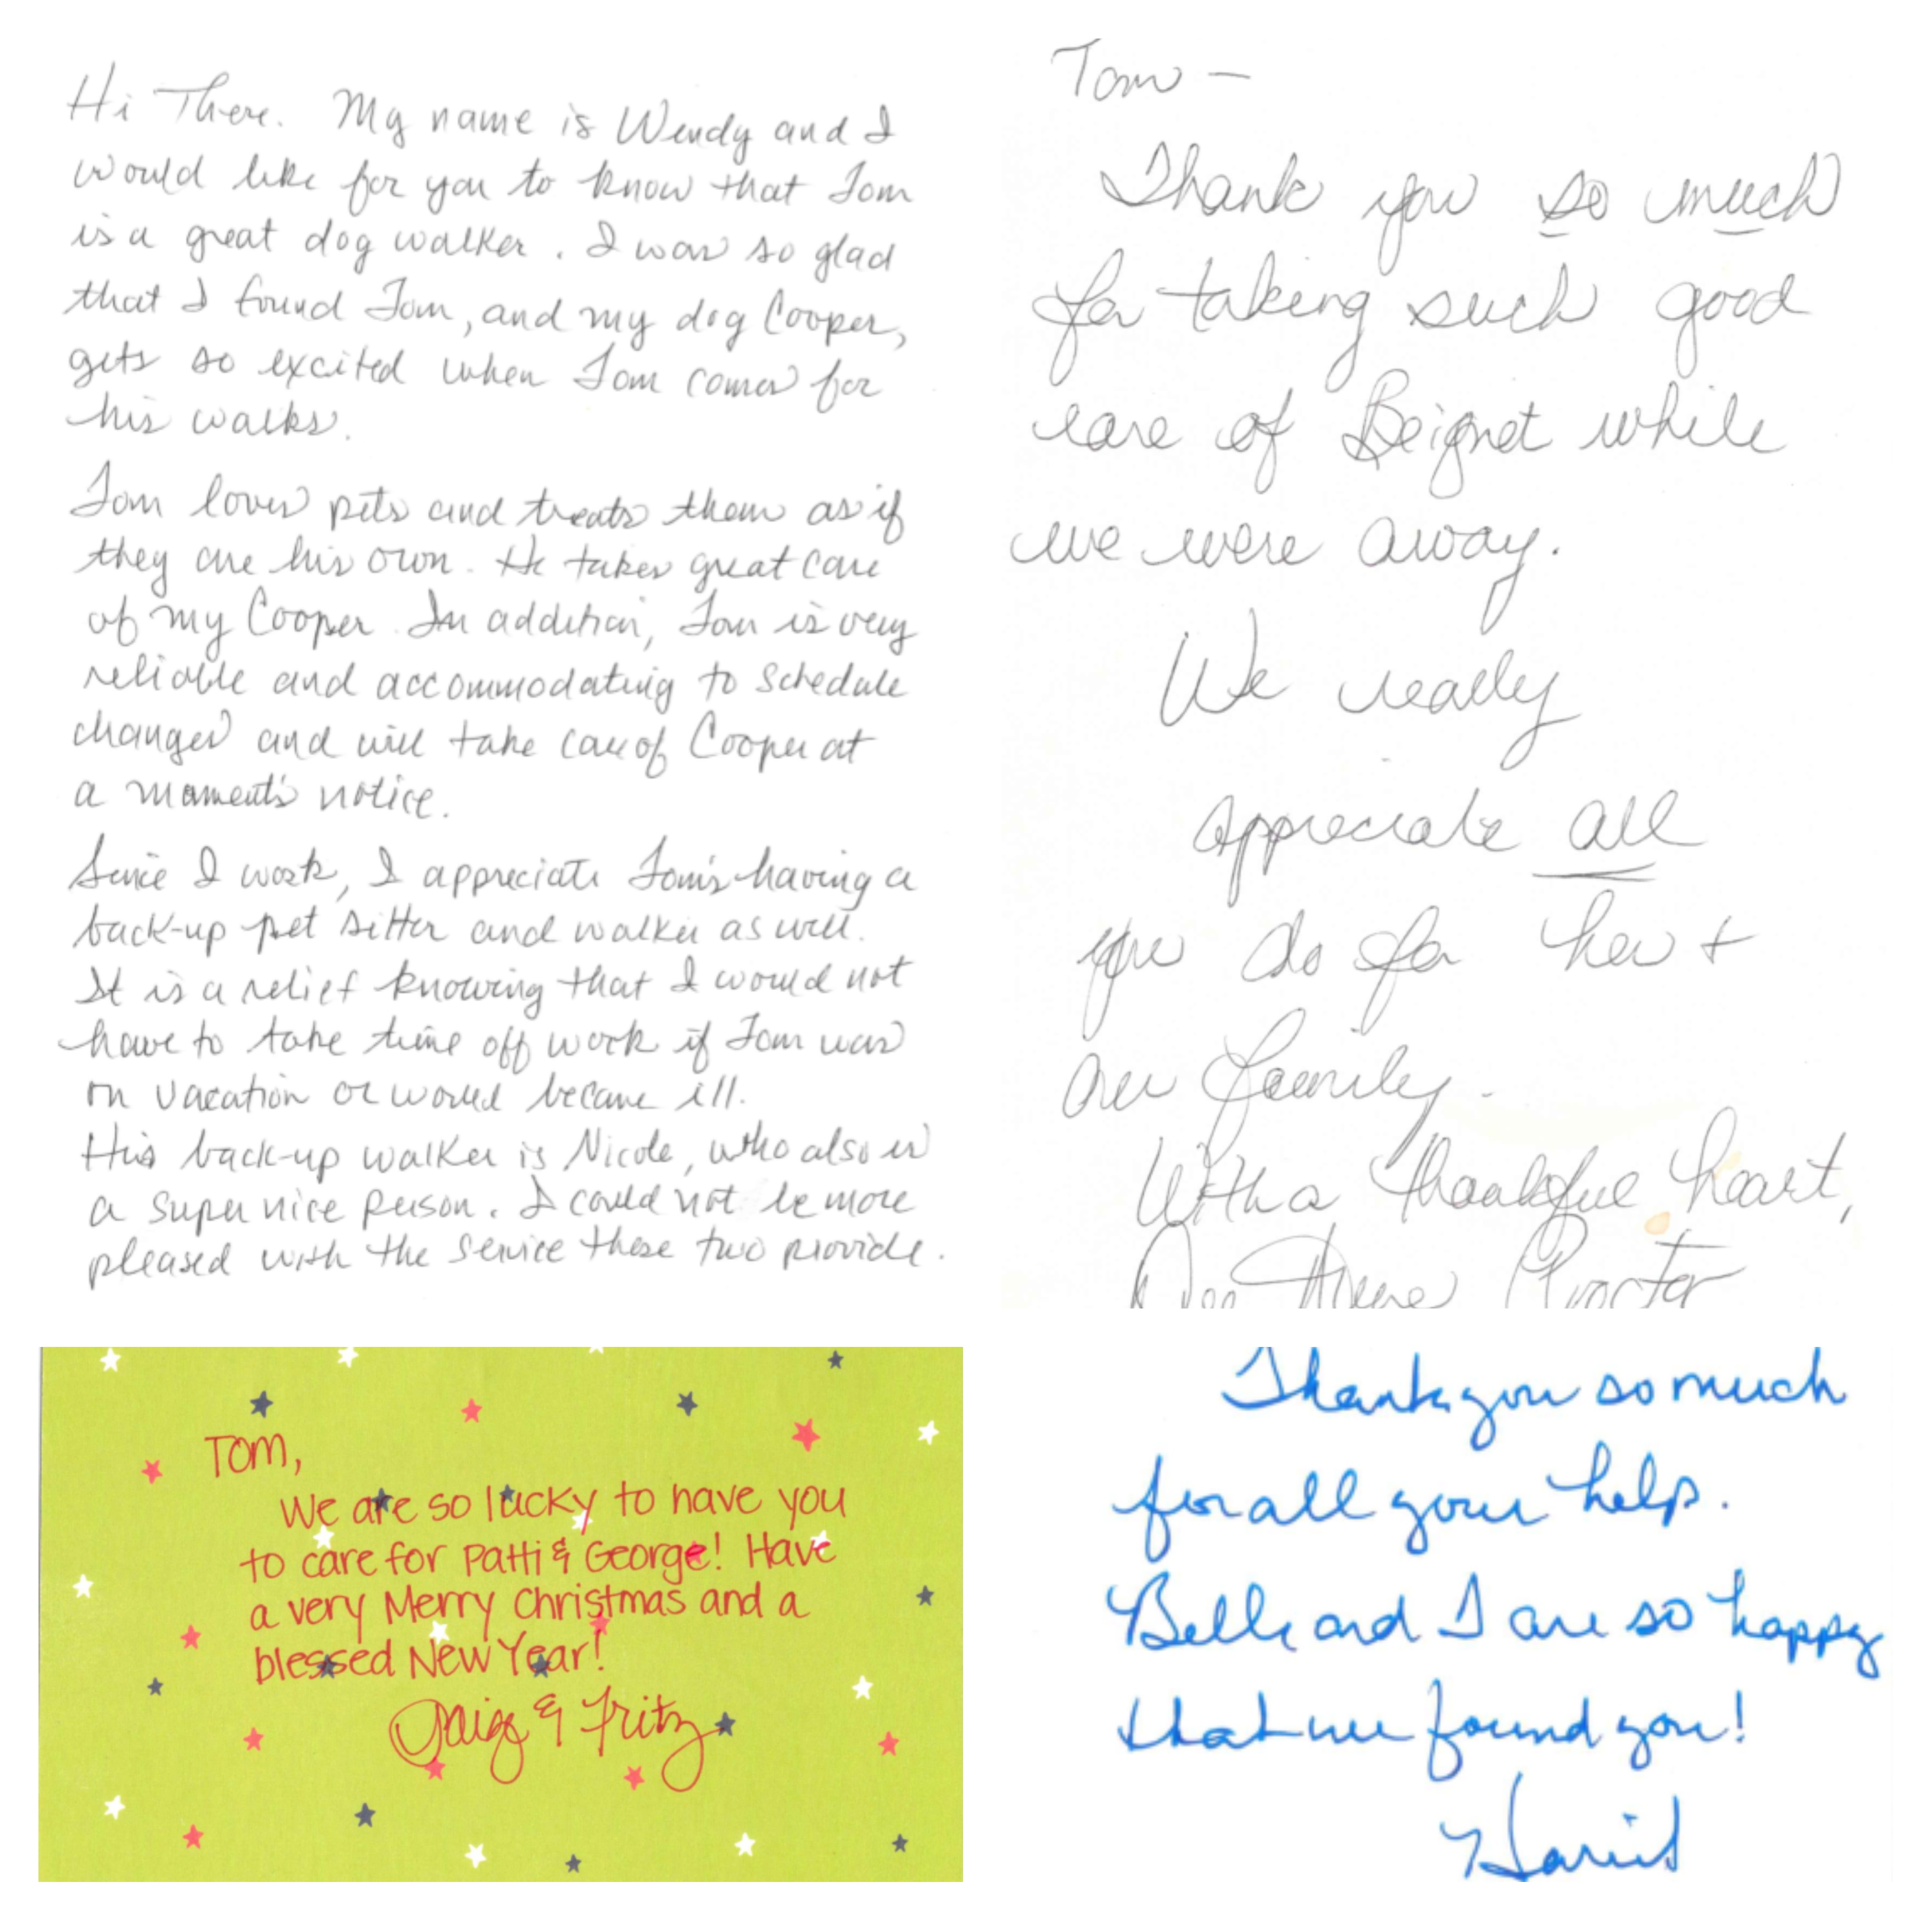 Hi There. My name is Wendy and I
would like for you to know that Tom
is a great dog walker. I was so glad
that I found Tom, and my dog Cooper,
gets so excited when Tom comes for
his walks.
Tom loves pets and treats them as if
they are his own. He takes great care
of my Cooper. In addition, Tom is very
reliable and accommodating to schedule
changes and will take care of Cooper at
a moment's notice.
Since I work, I appreciate Tom's having a
back-up pet sitter and walker as well.
It is a relief knowing that I would not
have to take time off work if Tom was
on vacation or would became ill.
His back-up walker is Nicole, who also is
a super nice person. I could not be more
pleased with the service these two provide.
Tom -
Thank you so much
for taking such good
care of Beignet while
we were away.
We really
appreciate all
you do for her +
our family.
With a thankful heart,
Proctor
Tom,
We are so lucky to have you
to care for Patti & George! Have
a very Merry Christmas and a
blessed New Year!
Paige & Fritz
Thank you so much
for all your help.
Belle and I are so happy
that we found you!